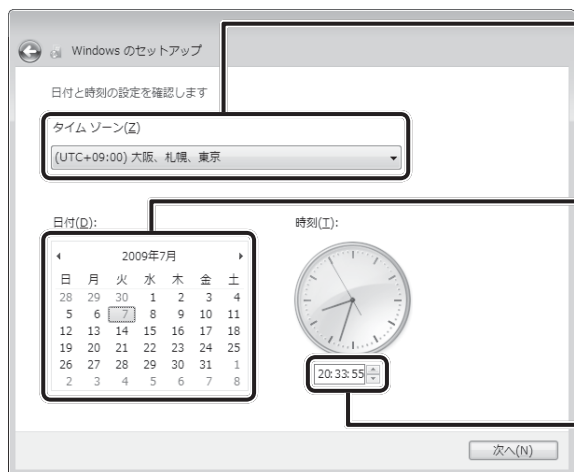 Windows のセットアップ
日付と時刻の設定を確認します
タイム ゾーン(Z)
(UTC+09:00) 大阪、札幌、東京
日付(D):
時刻(T):
2009年7月
日 月 火 水 木 金 土
28 29 30 1 2 3 4
5 6 7 8 9 10 11
12 13 14 15 16 17 18
19 20 21 22 23 24 25
26 27 28 29 30 31 1
2 3 4 5 6 7 8
20:33:55
次へ(N)